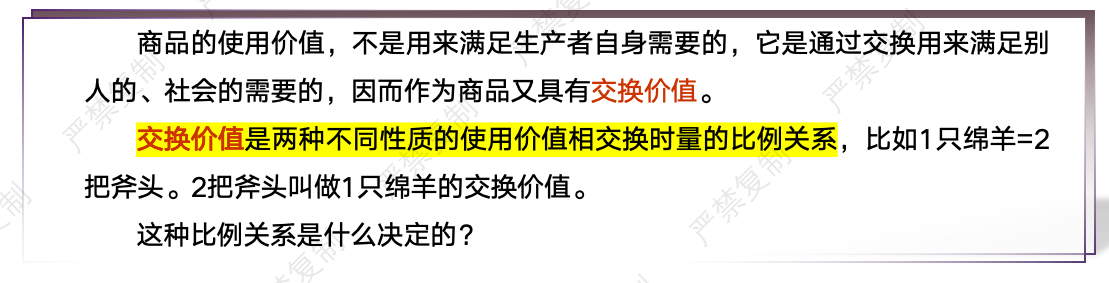 商品的使用价值，不是用来满足生产者自身需要的，它是通过交换用来满足别
人的、社会的需要的，因而作为商品又具有交换价值。
交换价值是两种不同性质的使用价值相交换时量的比例关系，比如1只绵羊=2
把斧头。2把斧头叫做1只绵羊的交换价值。
这种比例关系是什么决定的？
严禁复制
严禁复制
严禁复制
严禁复制
严禁复制